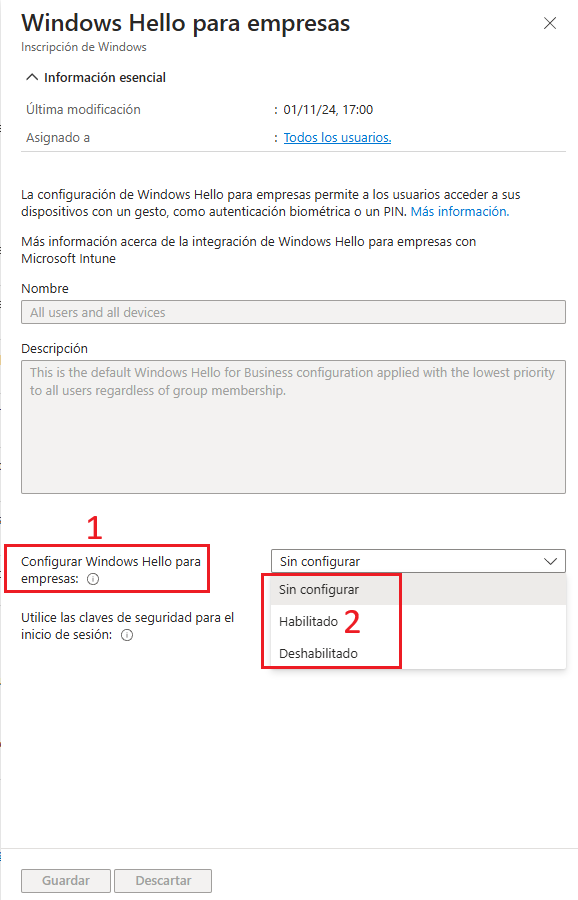 Windows Hello para empresas
Inscripción de Windows
Información esencial
Última modificación : 01/11/24, 17:00
Asignado a : Todos los usuarios.
La configuración de Windows Hello para empresas permite a los usuarios acceder a sus
dispositivos con un gesto, como autenticación biométrica o un PIN. Más información.
Más información acerca de la integración de Windows Hello para empresas con
Microsoft Intune
Nombre
All users and all devices
Descripción
This is the default Windows Hello for Business configuration applied with the lowest priority
to all users regardless of group membership.
1
Configurar Windows Hello para
empresas:
Sin configurar
Sin configurar
Habilitado 2
Deshabilitado
Utilice las claves de seguridad para el
inicio de sesión:
Guardar Descartar